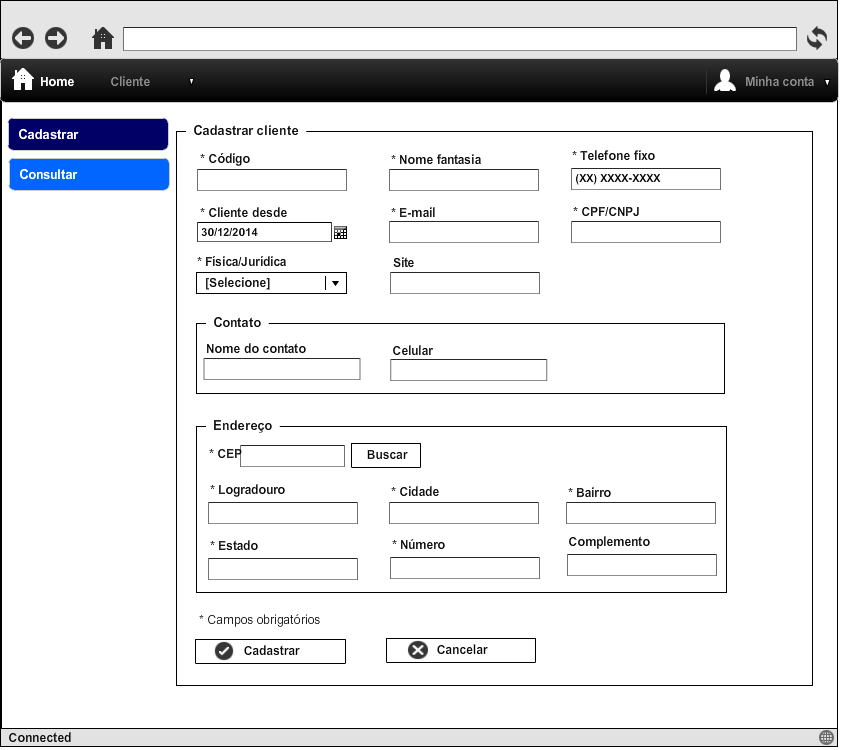 Home Cliente Minha conta
Cadastrar
Consultar
Cadastrar cliente
* Código * Nome fantasia * Telefone fixo
(XX) XXXX-XXXX
* Cliente desde * E-mail * CPF/CNPJ
30/12/2014
* Física/Jurídica Site
[Selecione]
Contato
Nome do contato Celular
Endereço
* CEP Buscar
* Logradouro * Cidade * Bairro
* Estado * Número Complemento
* Campos obrigatórios
Cadastrar Cancelar
Connected